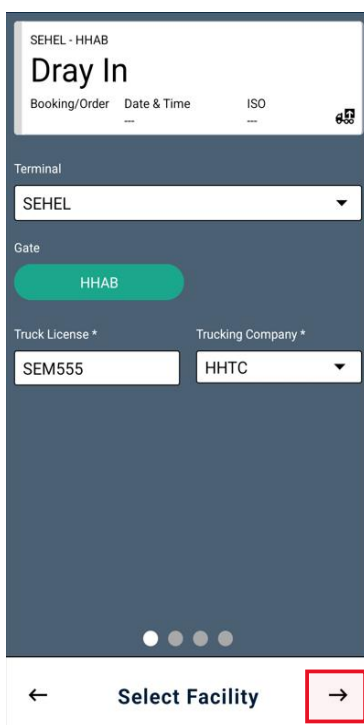 SEHEL - HHAB
Dray In
Booking/Order Date & Time ISO
--- ---
Terminal
SEHEL
Gate
HHAB
Truck License * Trucking Company *
SEM555 HHTC
Select Facility